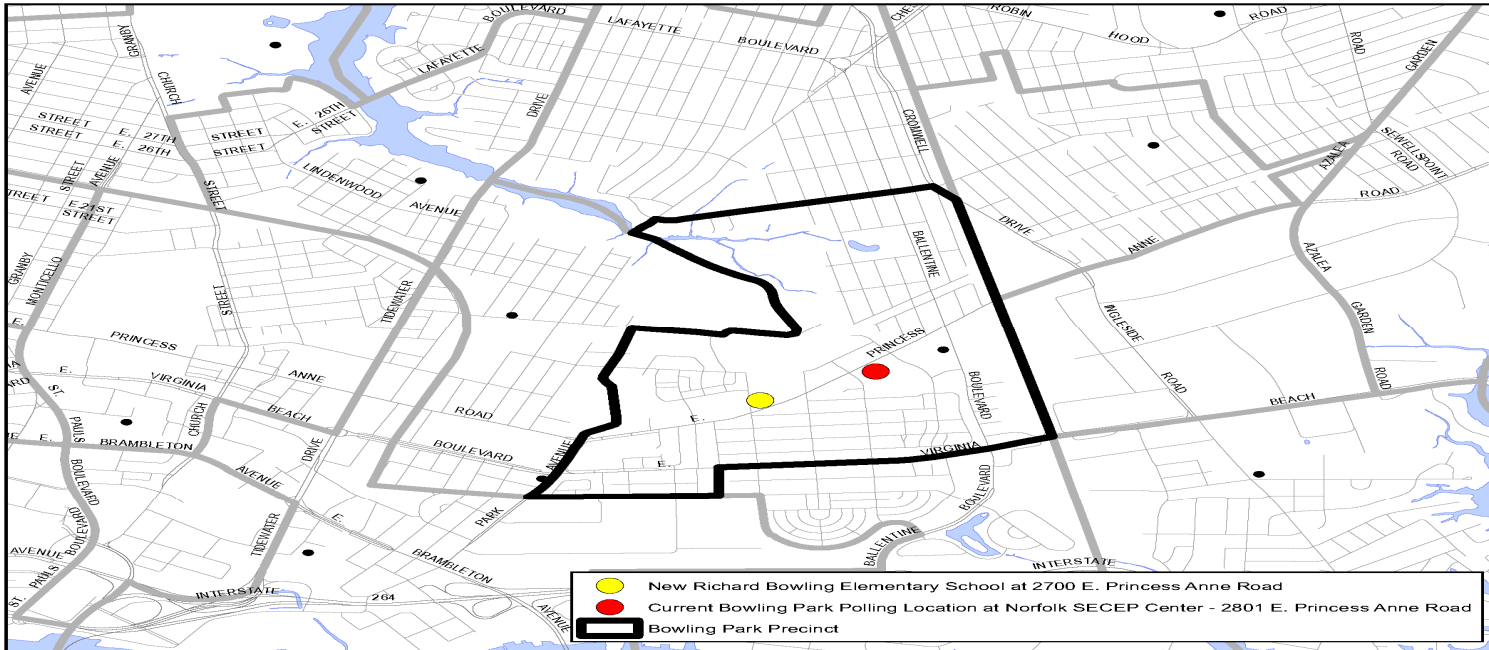 BOULEVARD
LAFAYETTE
BOULEVARD
ROBIN
HOOD
ROAD
ROAD
GARDEN
GRANBY
CHURCH
LAFAYETTE
DRIVE
AVENUE
E. 26TH
STREET
STREET
STREET
E. 27TH
STREET
E. 26TH
STREET
STREET
CROMWELL
SEWELLSPOINT
ROAD
AZALEA
ROAD
LINDENWOOD
AVENUE
STREET
AVENUE
STREET
E. 21ST
STREET
STREET
DRIVE
ANNE
BALLENTINE
GRANBY
MONTICELLO
STREET
TIDEWATER
AZALEA
GARDEN
ROAD
INGLESIDE
ROAD
E.
PRINCESS
ANNE
ROAD
PRINCESS
E.
E.
VIRGINIA
BEACH
BOULEVARD
BOULEVARD
BEACH
ST.
PAULS
BOULEVARD
CHURCH
E.
BRAMBLETON
AVENUE
DRIVE
AVENUE
E.
VIRGINIA
BOULEVARD
E.
PARK
BALLENTINE
TIDEWATER
BOULEVARD
AVENUE
BRAMBLETON
AVENUE
INTERSTATE
ST.
PAULS
INTERSTATE
264
New Richard Bowling Elementary School at 2700 E. Princess Anne Road
Current Bowling Park Polling Location at Norfolk SECEP Center - 2801 E. Princess Anne Road
Bowling Park Precinct